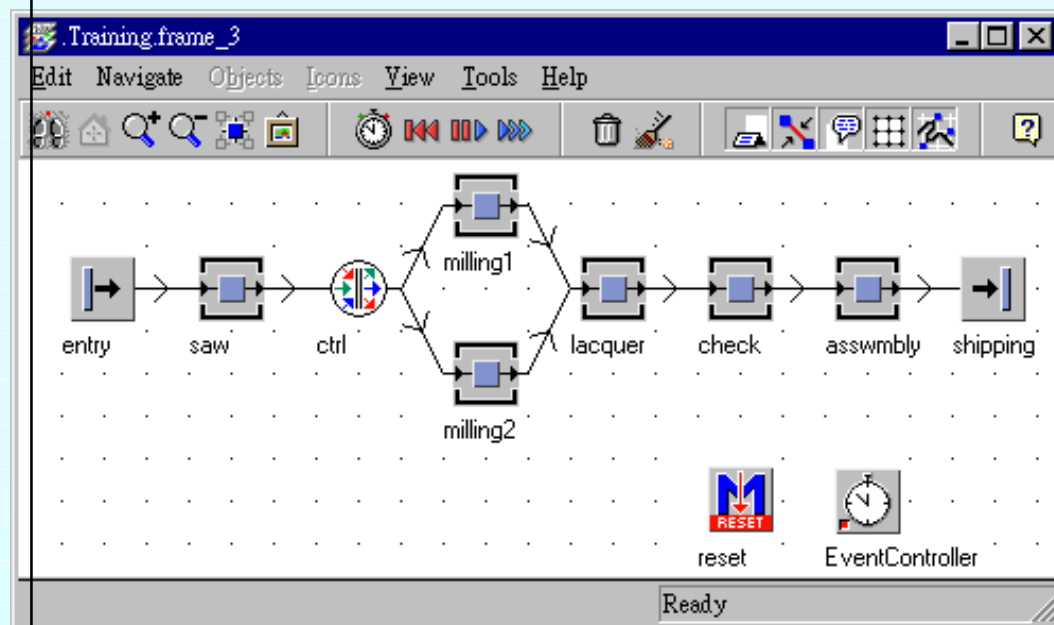 .Training.frame_3
Edit Navigate Objects Icons View Tools Help
milling1
entry saw ctrl lacquer check asswmbly shipping
milling2
M
RESET
reset EventController
Ready